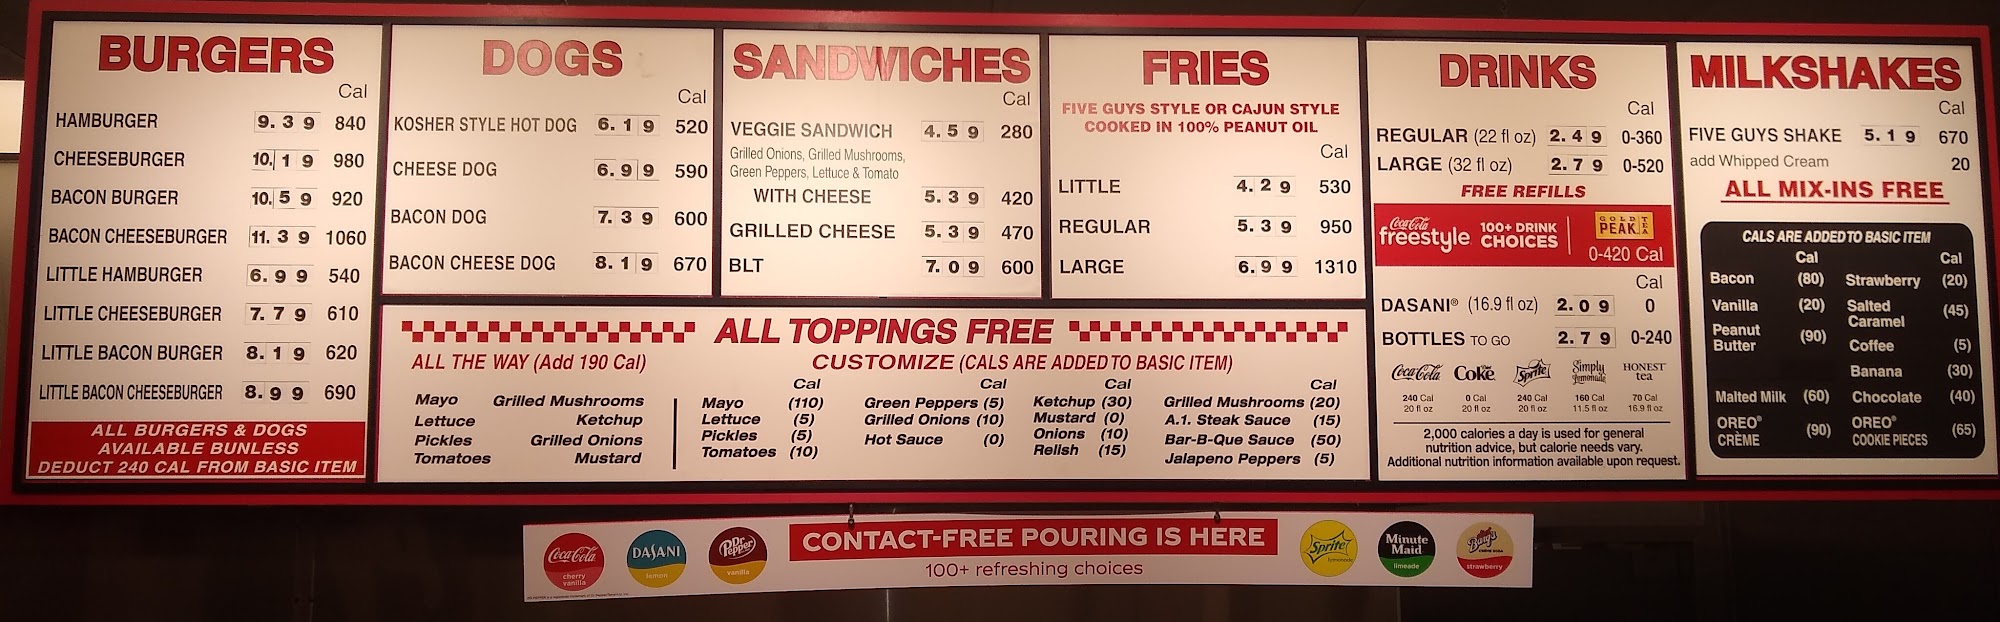 BURGERS
Cal
HAMBURGER 9.39 840
CHEESEBURGER 10.19 980
BACON BURGER 10.59 920
BACON CHEESEBURGER 11.39 1060
LITTLE HAMBURGER 6.99 540
LITTLE CHEESEBURGER 7.79 610
LITTLE BACON BURGER 8.19 620
LITTLE BACON CHEESEBURGER 8.99 690
ALL BURGERS & DOGS
AVAILABLE BUNLESS
DEDUCT 240 CAL FROM BASIC ITEM
DOGS
Cal
KOSHER STYLE HOT DOG 6.19 520
CHEESE DOG 6.99 590
BACON DOG 7.39 600
BACON CHEESE DOG 8.19 670
SANDWICHES
Cal
VEGGIE SANDWICH 4.59 280
Grilled Onions, Grilled Mushrooms,
Green Peppers, Lettuce & Tomato
WITH CHEESE 5.39 420
GRILLED CHEESE 5.39 470
BLT 7.09 600
FRIES
FIVE GUYS STYLE OR CAJUN STYLE
COOKED IN 100% PEANUT OIL
Cal
LITTLE 4.29 530
REGULAR 5.39 950
LARGE 6.99 1310
ALL TOPPINGS FREE
ALL THE WAY (Add 190 Cal)
Mayo Grilled Mushrooms
Lettuce Ketchup
Pickles Grilled Onions
Tomatoes Mustard
CUSTOMIZE (CALS ARE ADDED TO BASIC ITEM)
Cal Cal Cal Cal
Mayo (110) Green Peppers (5) Ketchup (30) Grilled Mushrooms (20)
Lettuce (5) Grilled Onions (10) Mustard (0) A.1. Steak Sauce (15)
Pickles (5) Hot Sauce (0) Onions (10) Bar-B-Que Sauce (50)
Tomatoes (10) Relish (15) Jalapeno Peppers (5)
DRINKS
Cal
REGULAR (22 fl oz) 2.49 0-360
LARGE (32 fl oz) 2.79 0-520
FREE REFILLS
Coca-Cola freestyle 100+ DRINK CHOICES GOLD PEAK TEA
0-420 Cal
Cal
DASANI® (16.9 fl oz) 2.09 0
BOTTLES TO GO 2.79 0-240
Coca-Cola Coke Sprite Simply Lemonade HONEST tea
240 Cal 0 Cal 240 Cal 160 Cal 70 Cal
20 fl oz 20 fl oz 20 fl oz 11.5 fl oz 16.9 fl oz
2,000 calories a day is used for general
nutrition advice, but calorie needs vary.
Additional nutrition information available upon request.
MILKSHAKES
Cal
FIVE GUYS SHAKE 5.19 670
add Whipped Cream 20
ALL MIX-INS FREE
CALS ARE ADDED TO BASIC ITEM
Cal Cal
Bacon (80) Strawberry (20)
Vanilla (20) Salted Caramel (45)
Peanut Butter (90) Coffee (5)
Banana (30)
Malted Milk (60) Chocolate (40)
OREO® CRÈME (90) OREO® COOKIE PIECES (65)
CONTACT-FREE POURING IS HERE
100+ refreshing choices
Coca-Cola cherry vanilla
DASANI lemon
Dr Pepper vanilla
Sprite lymonade
Minute Maid limeade
Barq's CRÈME SODA strawberry